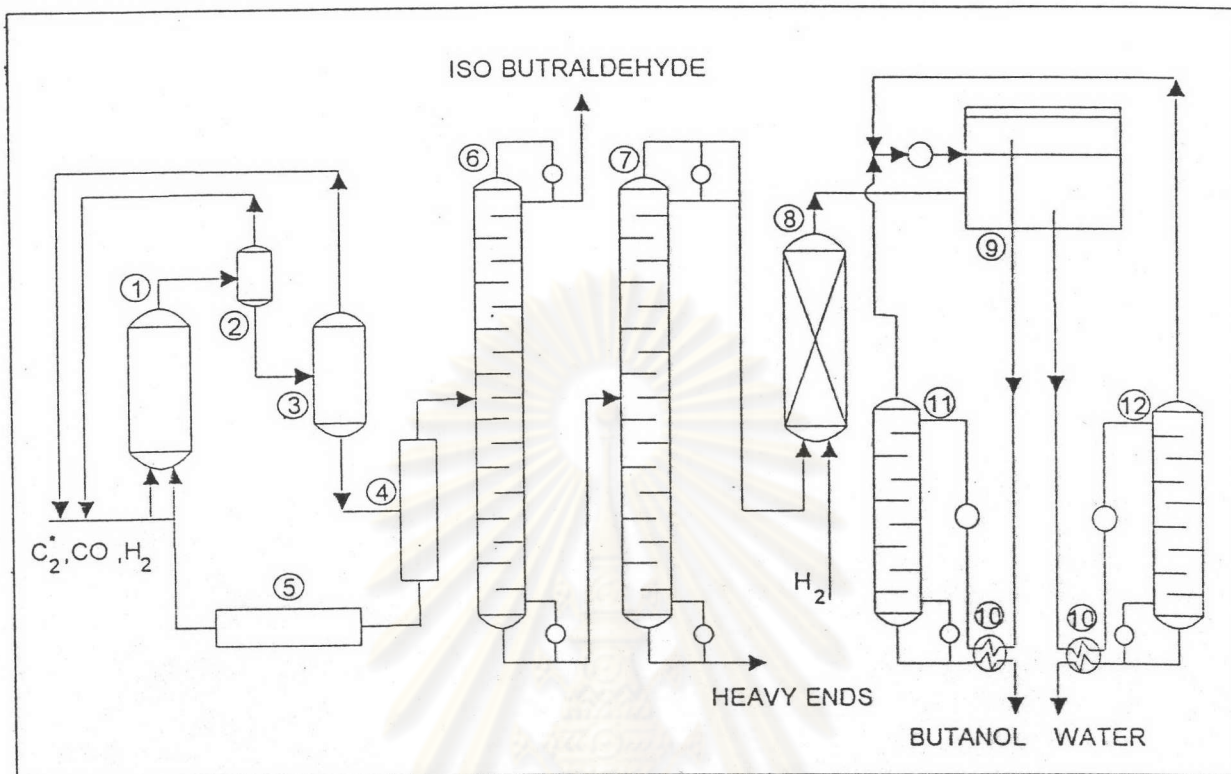 ISO BUTRALDEHYDE
①
②
③
④
⑤
⑥
⑦
⑧
⑨
⑩
⑩
⑪
⑫
C₂*,CO ,H₂
H₂
HEAVY ENDS
BUTANOL WATER